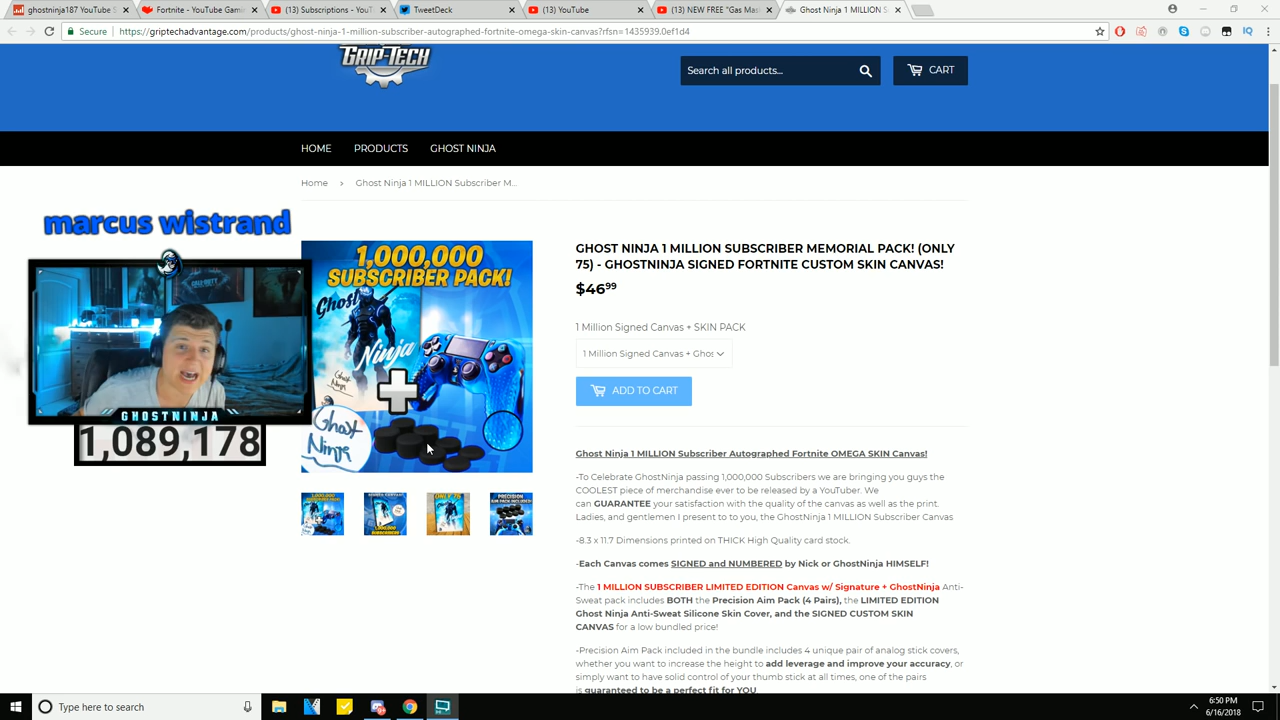 ghostninja187 YouTube S
Fortnite - YouTube Gami
(13) Subscriptions - YouT
TweetDeck
(13) YouTube
(13) NEW FREE "Gas Mas
Ghost Ninja 1 MILLION S
Secure
https://griptechadvantage.com/products/ghost-ninja-1-million-subscriber-autographed-fortnite-omega-skin-canvas?rfsn=1435939.0ef1d4
GRIP-TECH
Search all products...
CART
HOME
PRODUCTS
GHOST NINJA
Home › Ghost Ninja 1 MILLION Subscriber M...
marcus wistrand
GHOSTNINJA
1,089,178
1,000,000
SUBSCRIBER PACK!
Ghost
Ninja
Ghost
Ninja
Ghost
Ninja
ONLY 75
GHOST NINJA 1 MILLION SUBSCRIBER MEMORIAL PACK! (ONLY
75) - GHOSTNINJA SIGNED FORTNITE CUSTOM SKIN CANVAS!
$46.99
1 Million Signed Canvas + SKIN PACK
1 Million Signed Canvas + Ghos
ADD TO CART
Ghost Ninja 1 MILLION Subscriber Autographed Fortnite OMEGA SKIN Canvas!
-To Celebrate GhostNinja passing 1,000,000 Subscribers we are bringing you guys the
COOLEST piece of merchandise ever to be released by a YouTuber. We
can GUARANTEE your satisfaction with the quality of the canvas as well as the print.
Ladies, and gentlemen I present to to you, the GhostNinja 1 MILLION Subscriber Canvas
-8.3 x 11.7 Dimensions printed on THICK High Quality card stock.
-Each Canvas comes SIGNED and NUMBERED by Nick or GhostNinja HIMSELF!
-The 1 MILLION SUBSCRIBER LIMITED EDITION Canvas w/ Signature + GhostNinja Anti-
Sweat pack includes BOTH the Precision Aim Pack (4 Pairs), the LIMITED EDITION
Ghost Ninja Anti-Sweat Silicone Skin Cover, and the SIGNED CUSTOM SKIN
CANVAS for a low bundled price!
-Precision Aim Pack included in the bundle includes 4 unique pair of analog stick covers,
whether you want to increase the height to add leverage and improve your accuracy, or
simply want to have solid control of your thumb stick at all times, one of the pairs
is guaranteed to be a perfect fit for YOU
Type here to search
6:50 PM
6/16/2018